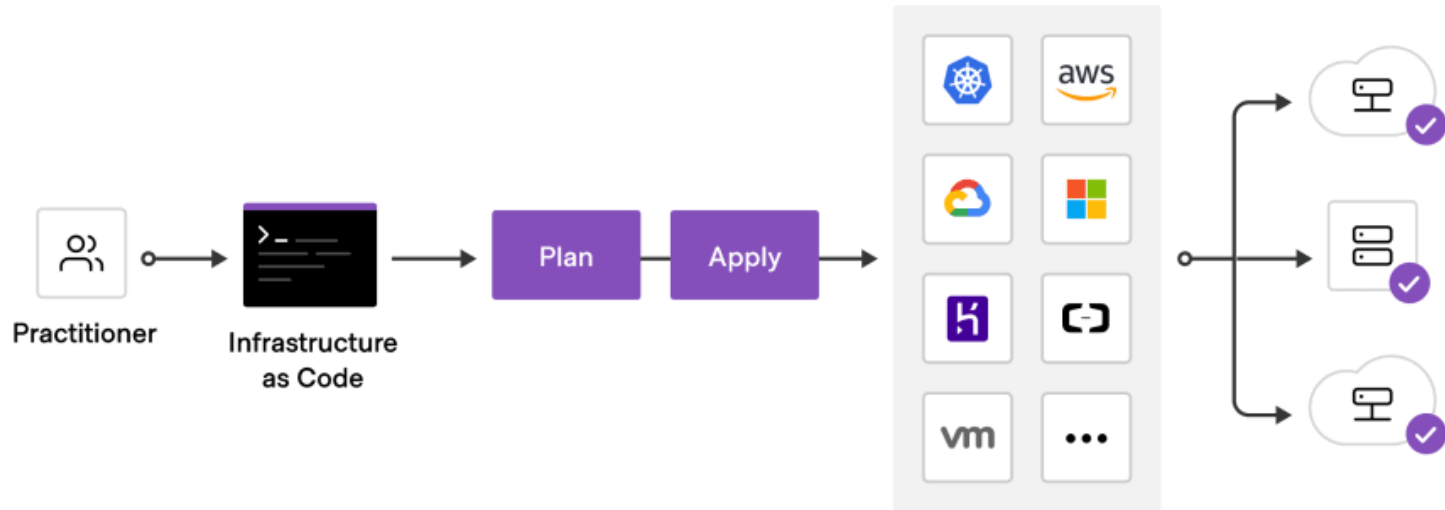 Practitioner
Infrastructure
as Code
Plan
Apply
aws
vm